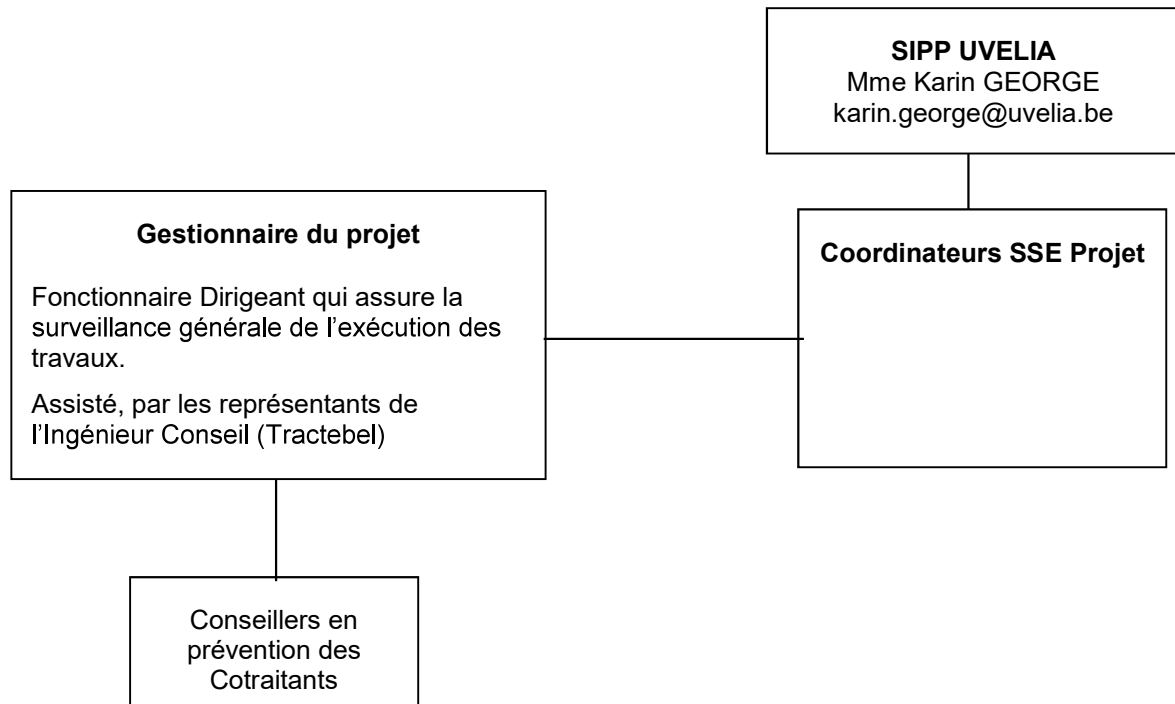 SIPP UVELIA
Mme Karin GEORGE
karin.george@uvelia.be
Gestionnaire du projet
Fonctionnaire Dirigeant qui assure la
surveillance générale de l’exécution des
travaux.
Assisté, par les représentants de
l’Ingénieur Conseil (Tractebel)
Coordinateurs SSE Projet
Conseillers en
prévention des
Cotraitants